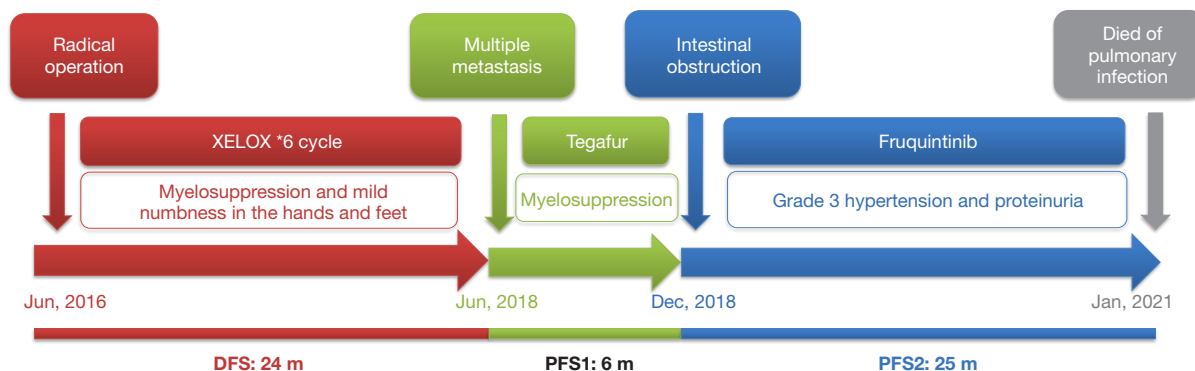 Radical
operation
Multiple
metastasis
Intestinal
obstruction
Died of
pulmonary
infection
XELOX *6 cycle
Tegafur
Fruquintinib
Myelosuppression and mild
numbness in the hands and feet
Myelosuppression
Grade 3 hypertension and proteinuria
Jun, 2016
Jun, 2018
Dec, 2018
Jan, 2021
DFS: 24 m
PFS1: 6 m
PFS2: 25 m